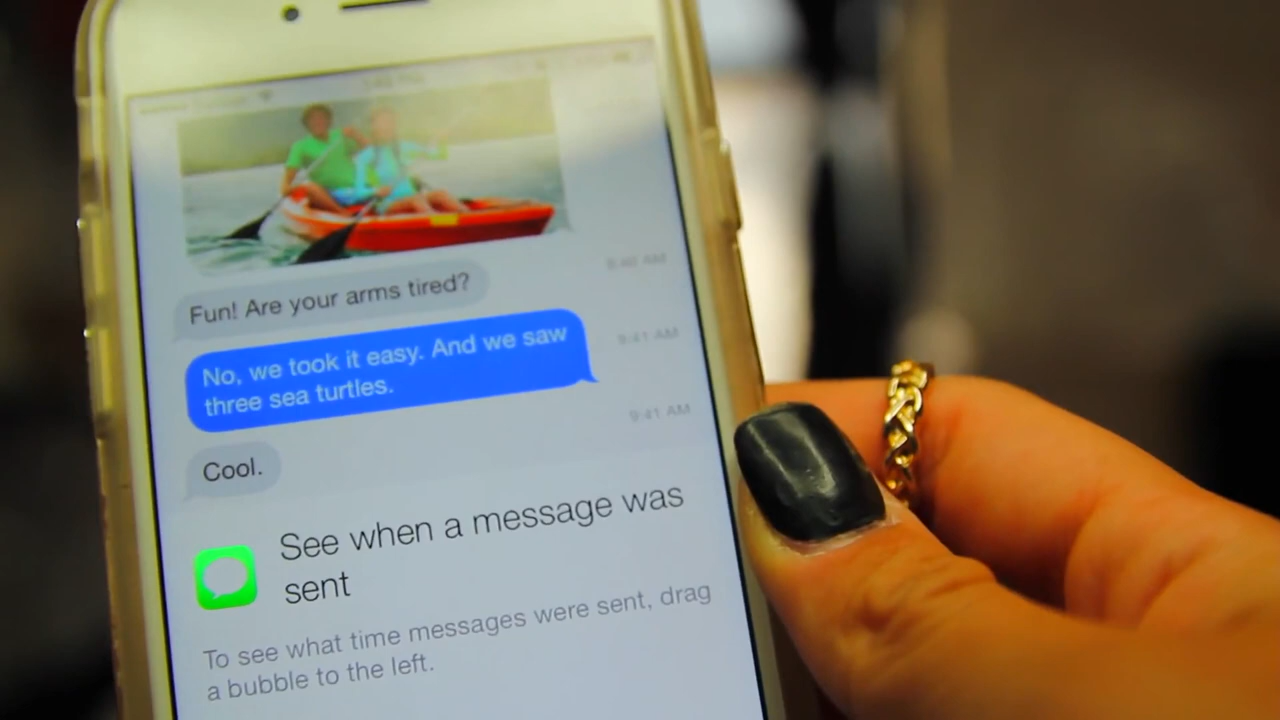 9:40 AM
Fun! Are your arms tired?
9:41 AM
No, we took it easy. And we saw
three sea turtles.
9:41 AM
Cool.
See when a message was
sent
To see what time messages were sent, drag
a bubble to the left.